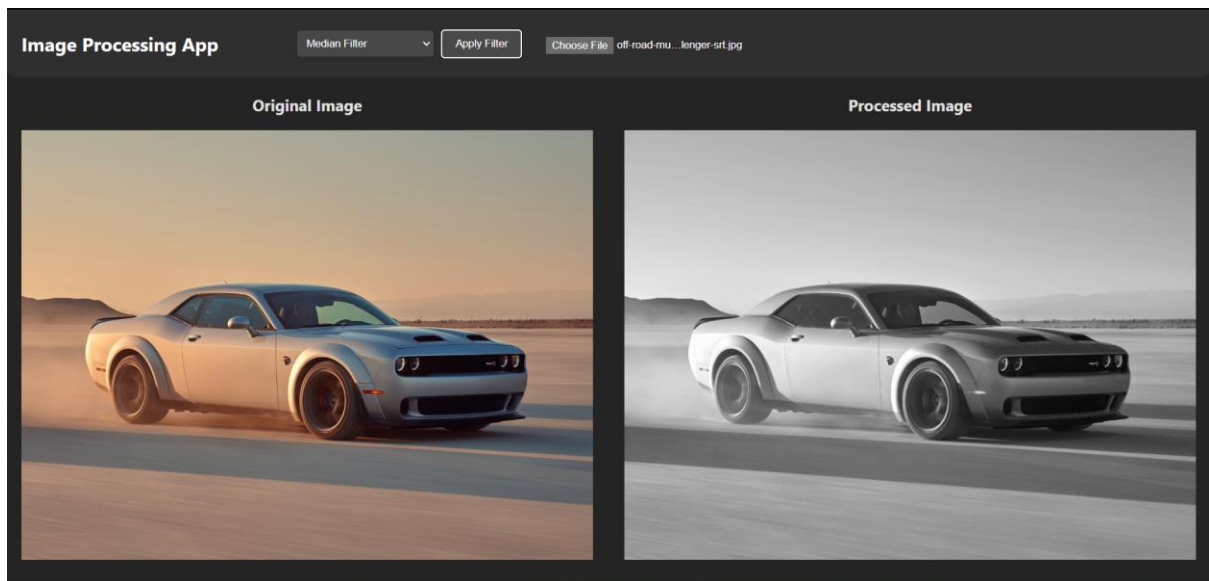 Image Processing App
Median Filter
Apply Filter
Choose File off-road-mu...lenger-srt.jpg
Original Image
Processed Image